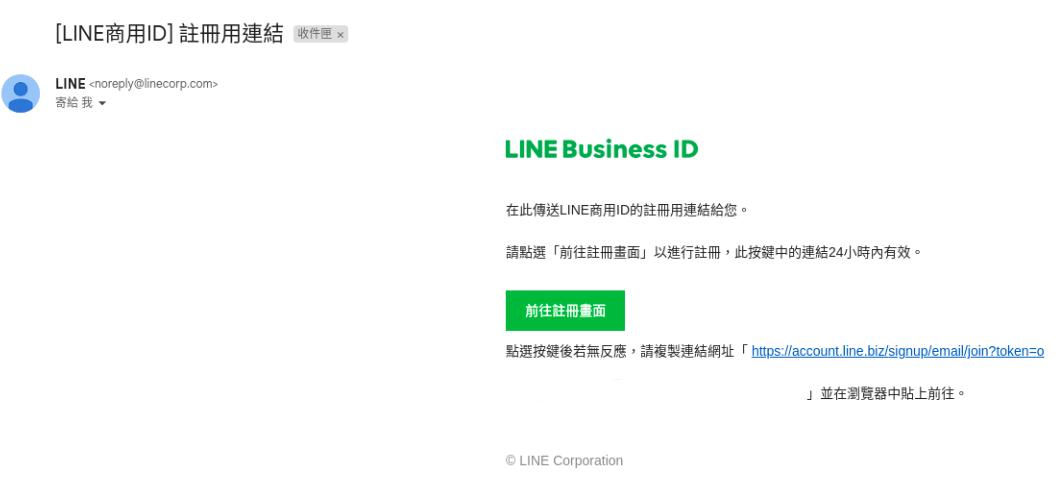 [LINE商用ID] 註冊用連結 收件匣 ×
LINE <noreply@linecorp.com>
寄給 我
LINE Business ID
在此傳送LINE商用ID的註冊用連結給您。
請點選「前往註冊畫面」以進行註冊，此按鍵中的連結24小時內有效。
前往註冊畫面
點選按鍵後若無反應，請複製連結網址「 https://account.line.biz/signup/email/join?token=o
」並在瀏覽器中貼上前往。
© LINE Corporation